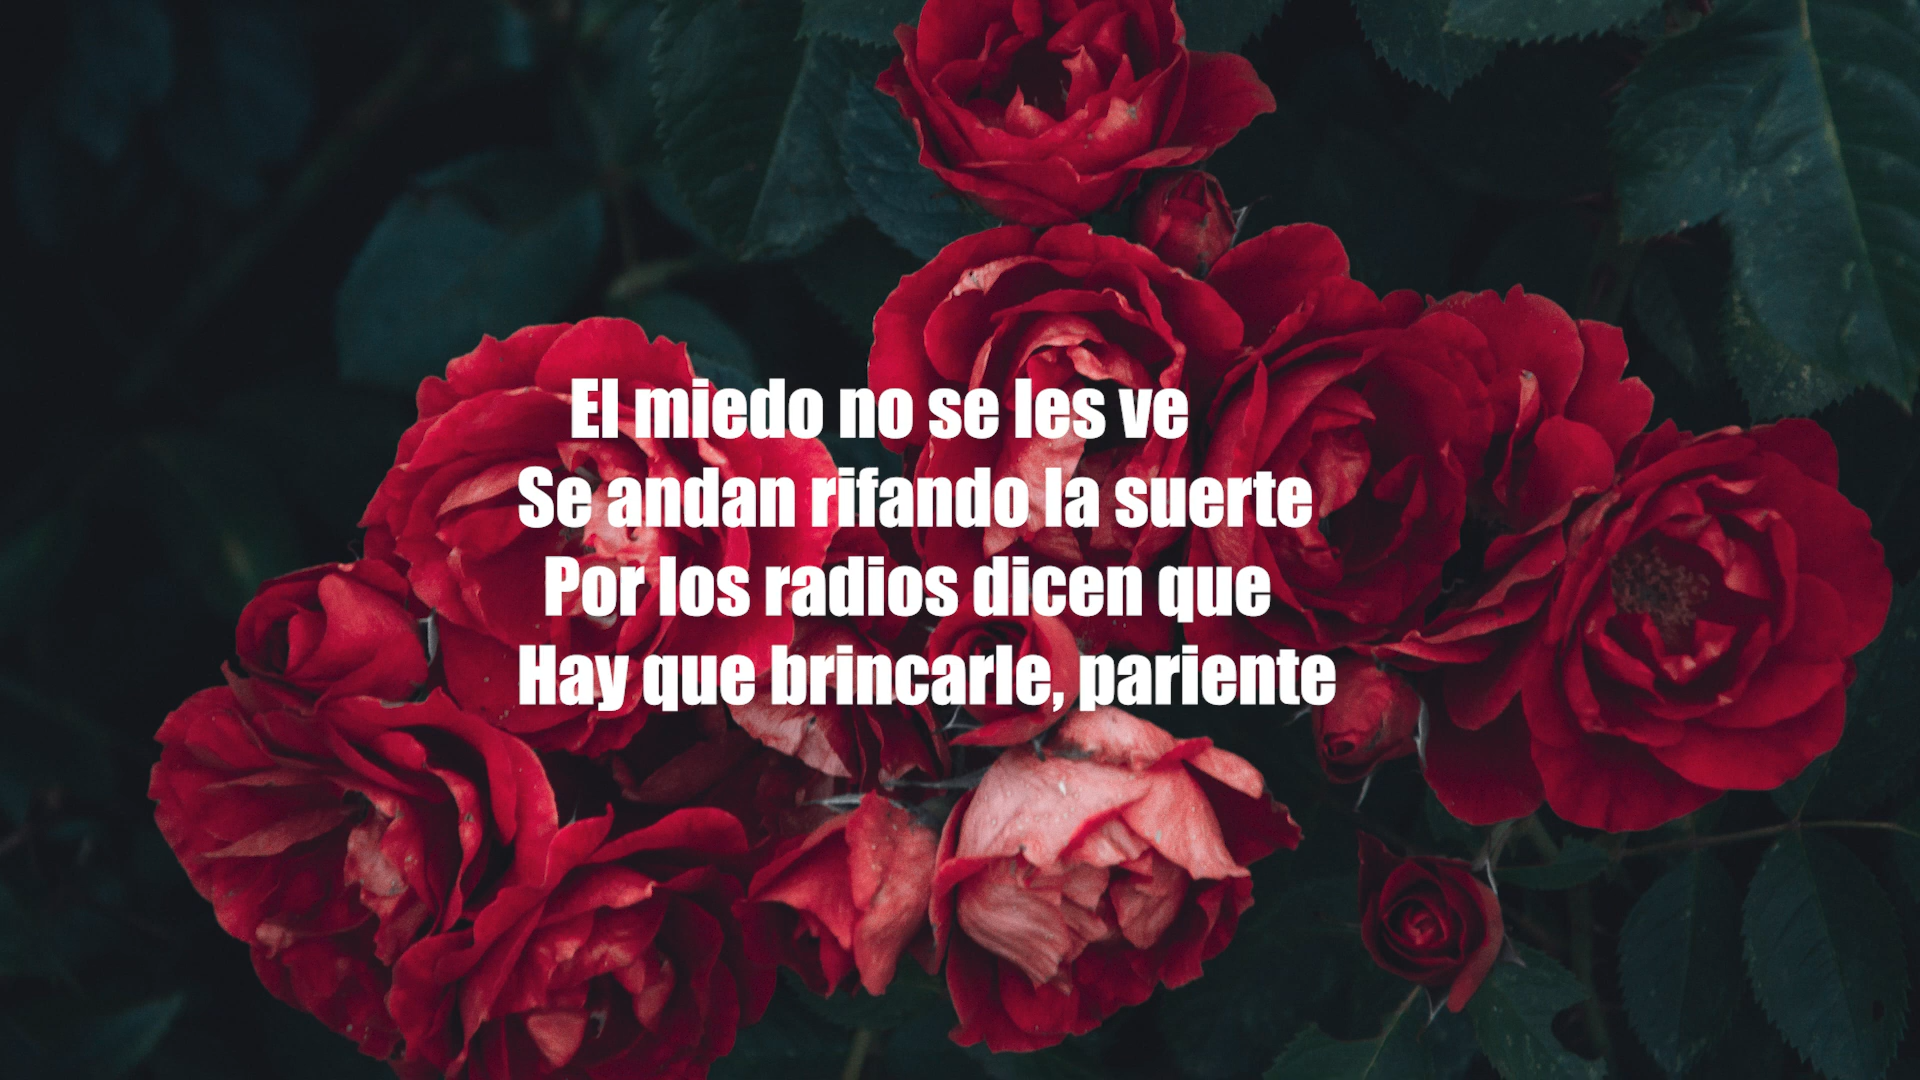 El miedo no se les ve
Se andan rifando la suerte
Por los radios dicen que
Hay que brincarle, pariente